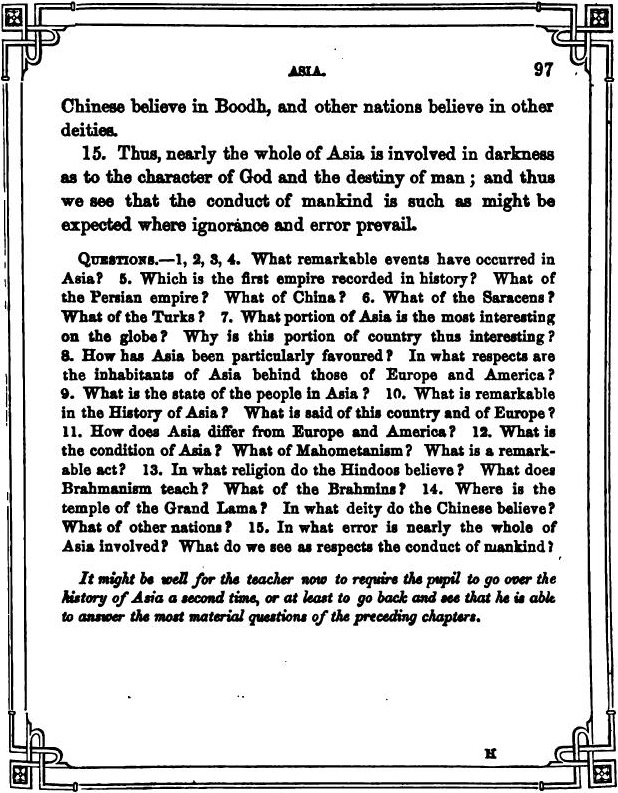 ASIA.
97
Chinese believe in Boodh, and other nations believe in other
deities.
15. Thus, nearly the whole of Asia is involved in darkness
as to the character of God and the destiny of man; and thus
we see that the conduct of mankind is such as might be
expected where ignorance and error prevail.
QUESTIONS.—1, 2, 3, 4. What remarkable events have occurred in
Asia? 5. Which is the first empire recorded in history? What of
the Persian empire? What of China? 6. What of the Saracens?
What of the Turks? 7. What portion of Asia is the most interesting
on the globe? Why is this portion of country thus interesting?
8. How has Asia been particularly favoured? In what respects are
the inhabitants of Asia behind those of Europe and America?
9. What is the state of the people in Asia? 10. What is remarkable
in the History of Asia? What is said of this country and of Europe?
11. How does Asia differ from Europe and America? 12. What is
the condition of Asia? What of Mahometanism? What is a remark-
able act? 13. In what religion do the Hindoos believe? What does
Brahmanism teach? What of the Brahmins? 14. Where is the
temple of the Grand Lama? In what deity do the Chinese believe?
What of other nations? 15. In what error is nearly the whole of
Asia involved? What do we see as respects the conduct of mankind?
It might be well for the teacher now to require the pupil to go over the
history of Asia a second time, or at least to go back and see that he is able
to answer the most material questions of the preceding chapters.
H